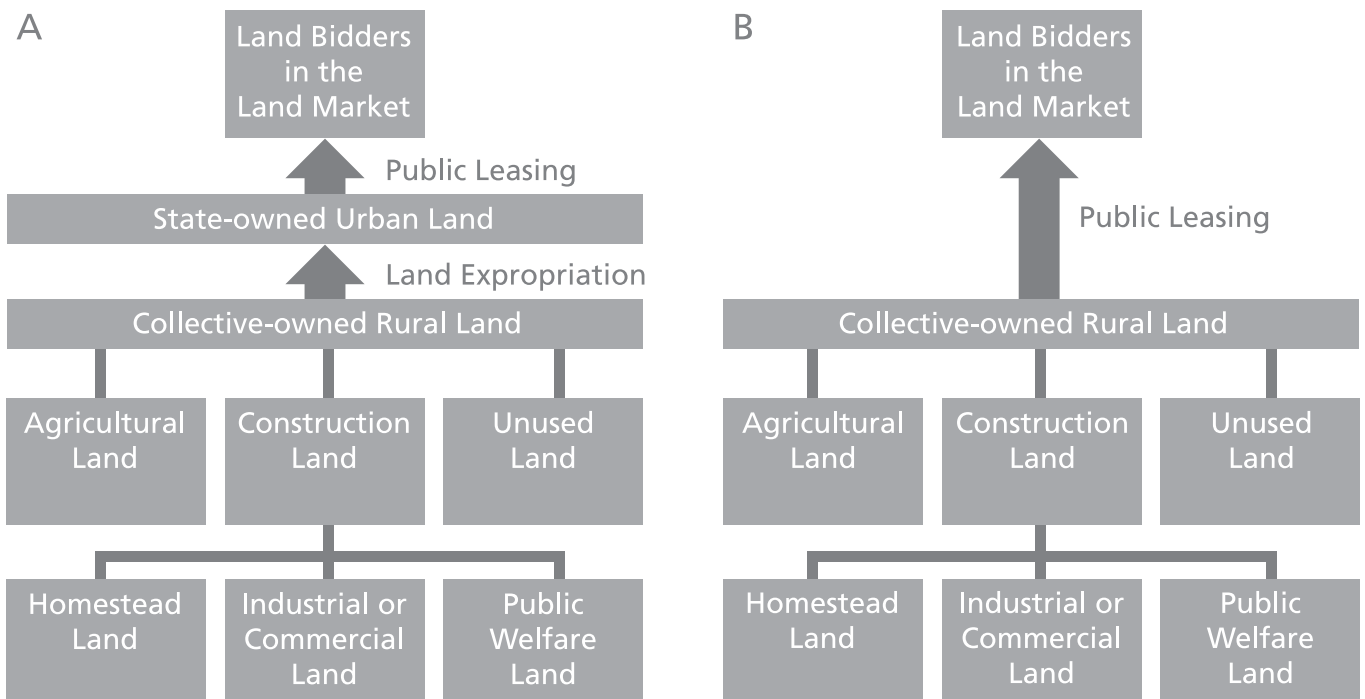 A
Land Bidders
in the
Land Market
Public Leasing
State-owned Urban Land
Land Expropriation
Collective-owned Rural Land
Agricultural
Land
Construction
Land
Unused
Land
Homestead
Land
Industrial or
Commercial
Land
Public
Welfare
Land
B
Land Bidders
in the
Land Market
Public Leasing
Collective-owned Rural Land
Agricultural
Land
Construction
Land
Unused
Land
Homestead
Land
Industrial or
Commercial
Land
Public
Welfare
Land